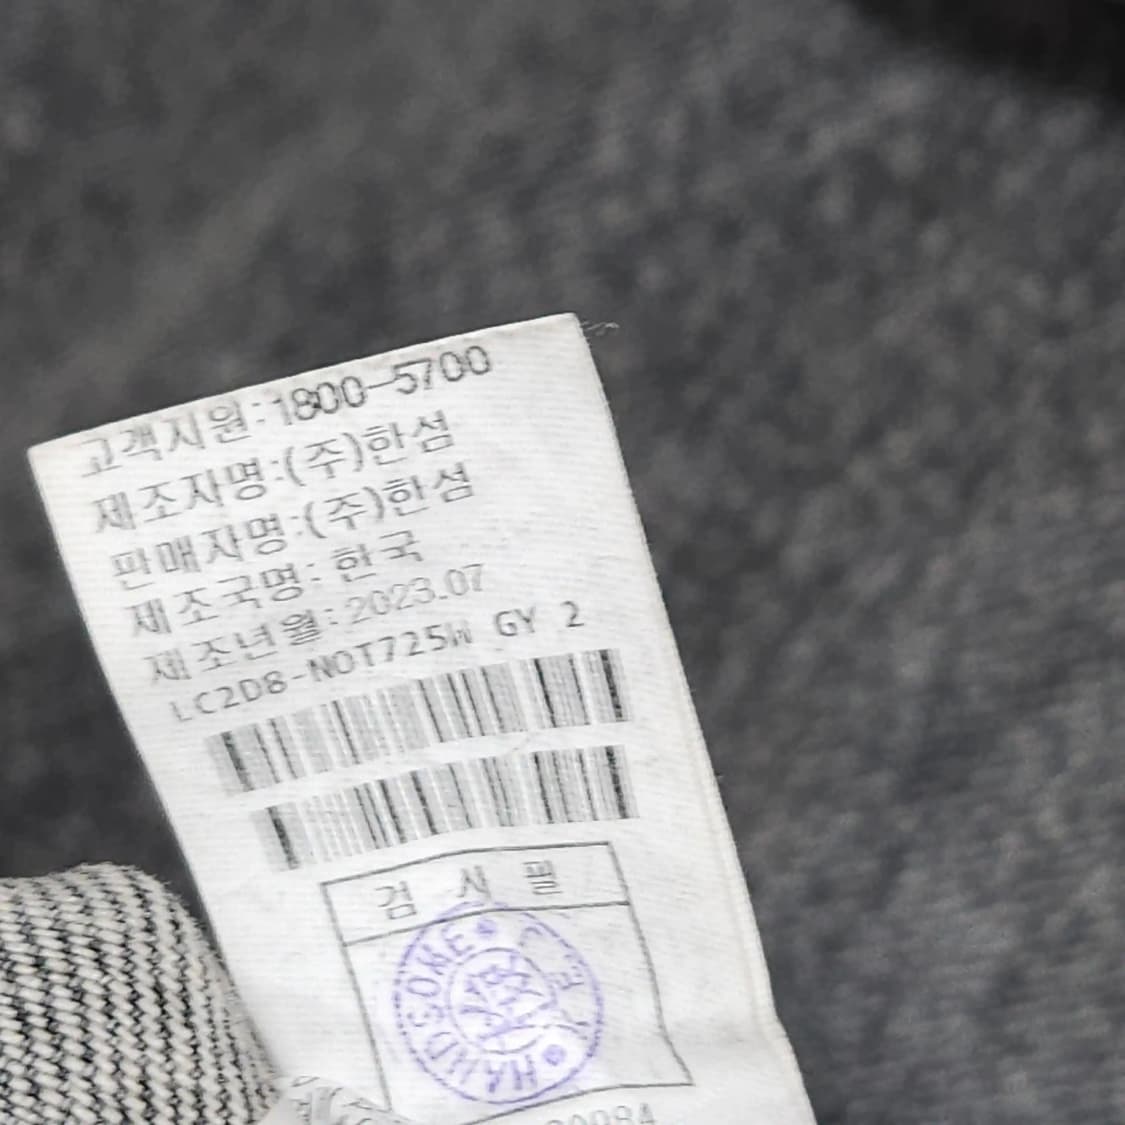 고객지원:1800-5700
제조자명:(주)한섬
판매자명:(주)한섬
제조국명: 한국
제조년월:2023.07
LC2D8-NOT725W GY 2
검 사 필
HANDSOME